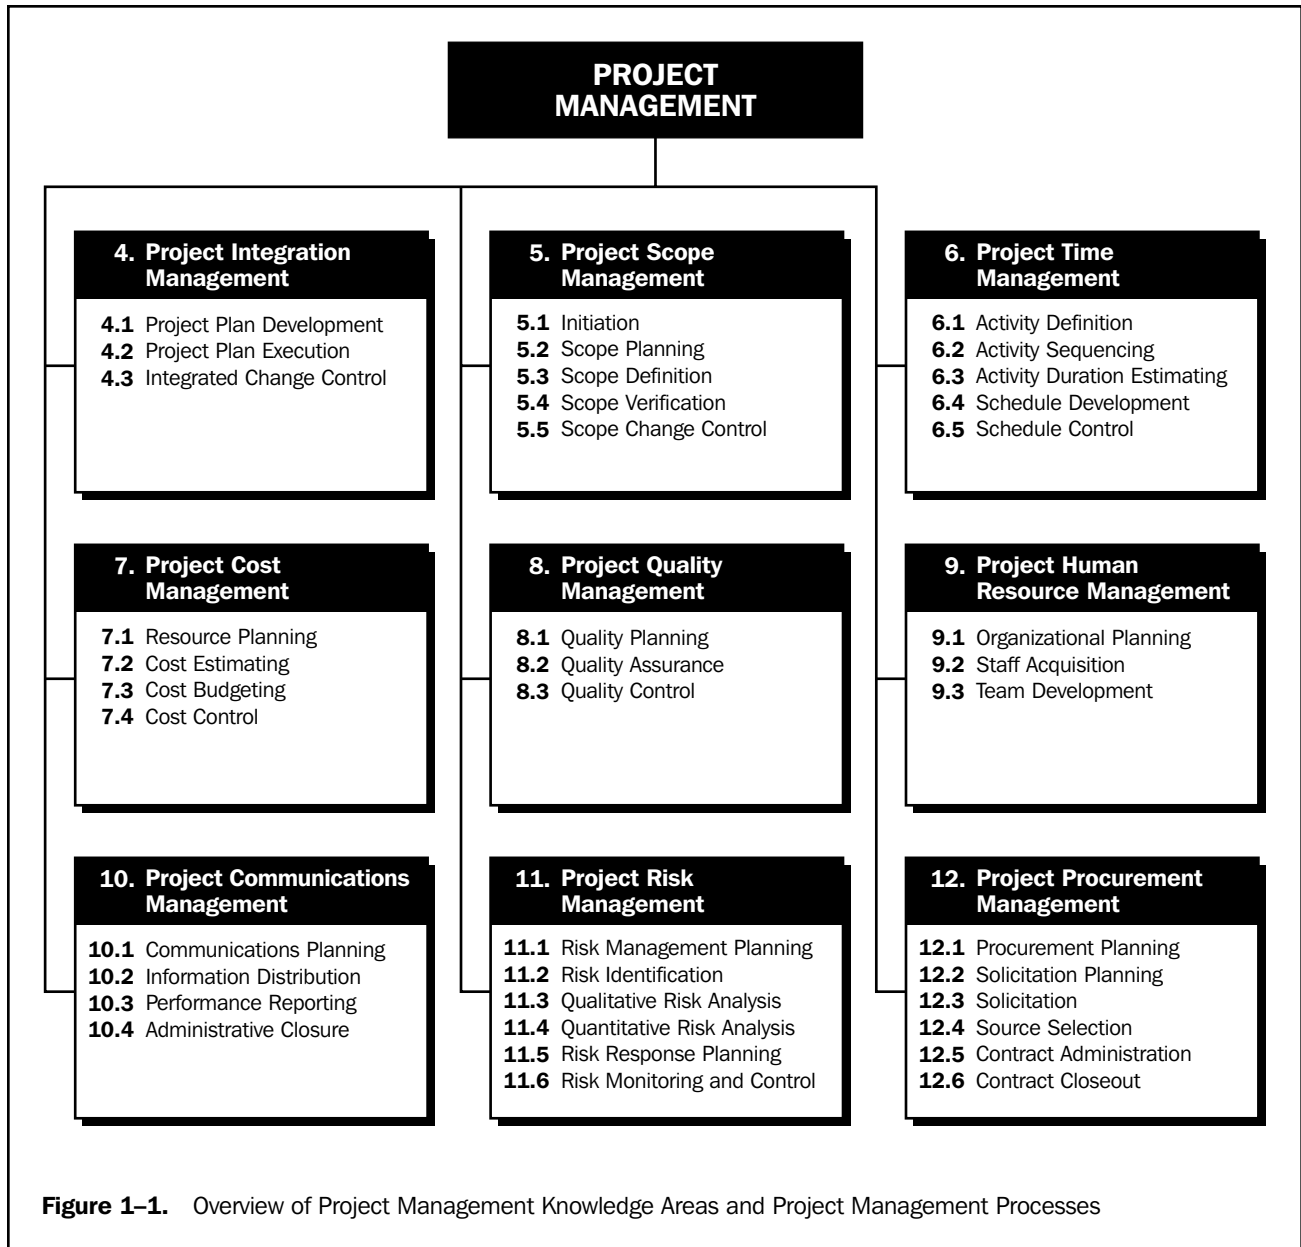 PROJECT
MANAGEMENT
4. Project Integration
Management
4.1 Project Plan Development
4.2 Project Plan Execution
4.3 Integrated Change Control
5. Project Scope
Management
5.1 Initiation
5.2 Scope Planning
5.3 Scope Definition
5.4 Scope Verification
5.5 Scope Change Control
6. Project Time
Management
6.1 Activity Definition
6.2 Activity Sequencing
6.3 Activity Duration Estimating
6.4 Schedule Development
6.5 Schedule Control
7. Project Cost
Management
7.1 Resource Planning
7.2 Cost Estimating
7.3 Cost Budgeting
7.4 Cost Control
8. Project Quality
Management
8.1 Quality Planning
8.2 Quality Assurance
8.3 Quality Control
9. Project Human
Resource Management
9.1 Organizational Planning
9.2 Staff Acquisition
9.3 Team Development
10. Project Communications
Management
10.1 Communications Planning
10.2 Information Distribution
10.3 Performance Reporting
10.4 Administrative Closure
11. Project Risk
Management
11.1 Risk Management Planning
11.2 Risk Identification
11.3 Qualitative Risk Analysis
11.4 Quantitative Risk Analysis
11.5 Risk Response Planning
11.6 Risk Monitoring and Control
12. Project Procurement
Management
12.1 Procurement Planning
12.2 Solicitation Planning
12.3 Solicitation
12.4 Source Selection
12.5 Contract Administration
12.6 Contract Closeout
Figure 1–1. Overview of Project Management Knowledge Areas and Project Management Processes